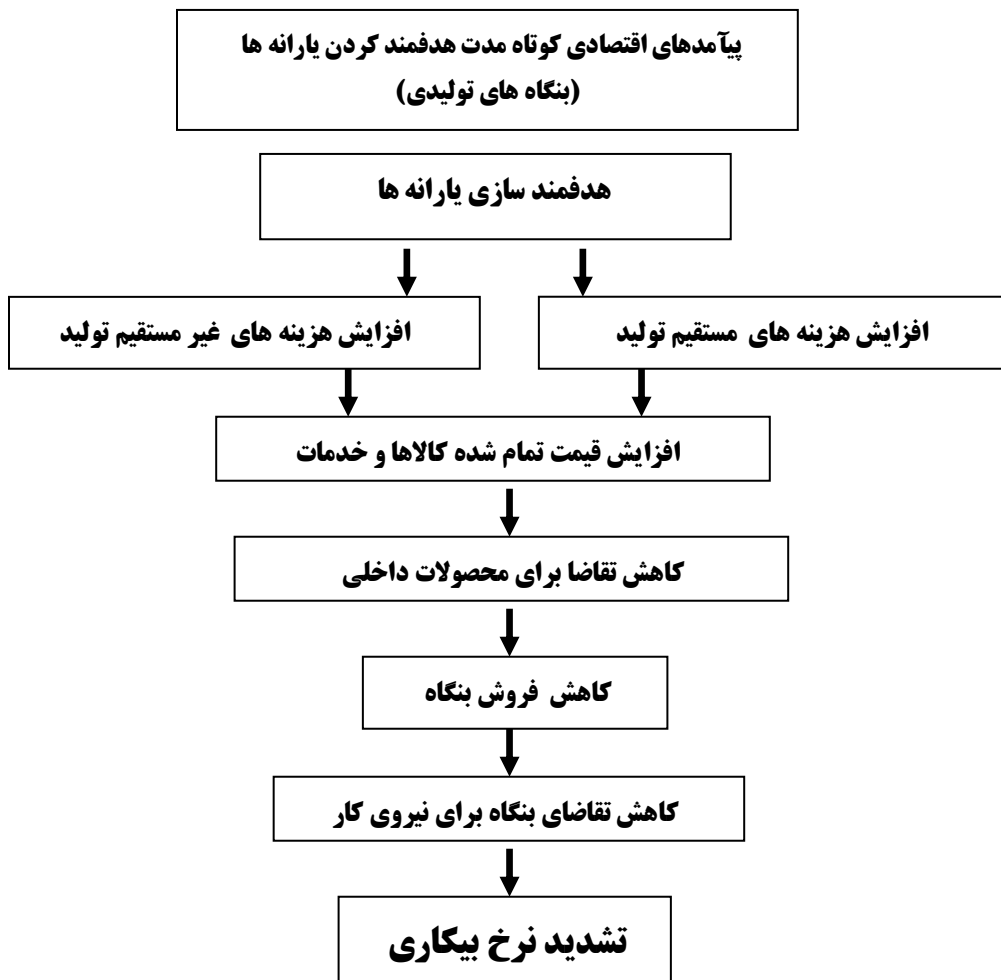 پیآمدهای اقتصادی کوتاه مدت هدفمند کردن یارانه ها
(بنگاه های تولیدی)
هدفمند سازی یارانه ها
افزایش هزینه های مستقیم تولید
افزایش هزینه های غیر مستقیم تولید
افزایش قیمت تمام شده کالاها و خدمات
کاهش تقاضا برای محصولات داخلی
کاهش فروش بنگاه
کاهش تقاضای بنگاه برای نیروی کار
تشدید نرخ بیکاری